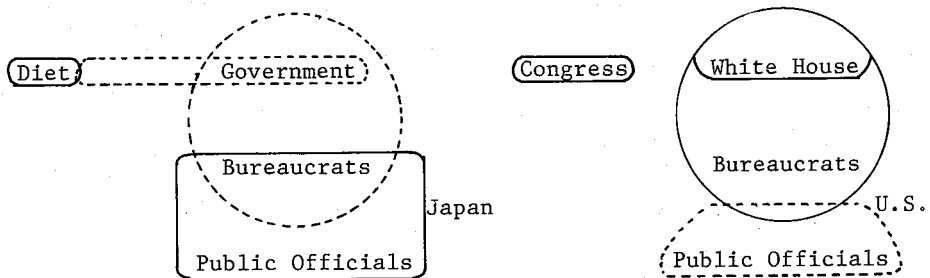 Diet Government
Bureaucrats
Japan
Public Officials
Congress White House
Bureaucrats
U.S.
Public Officials